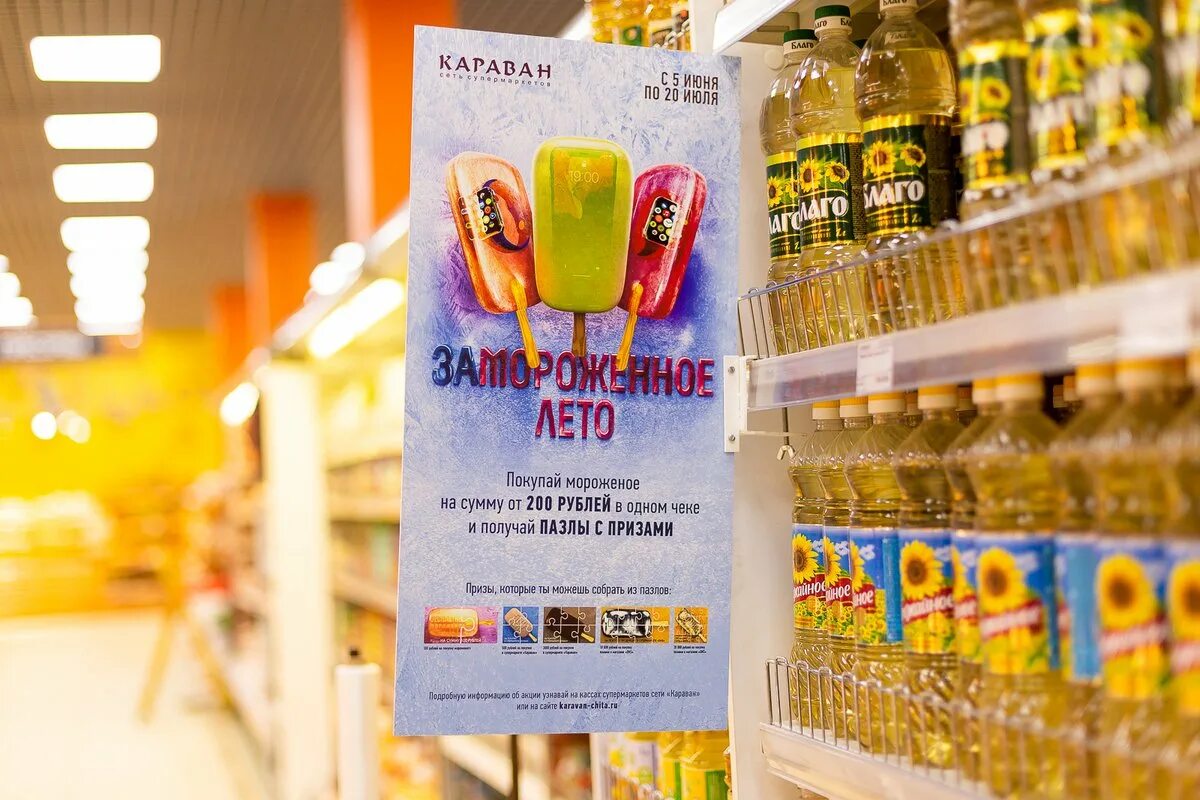 КАРАВАН
сеть супермаркетов
С 5 ИЮНЯ
ПО 20 ИЮЛЯ
19:00
ЗАМОРОЖЕННОЕ
ЛЕТО
Покупай мороженое
на сумму от 200 РУБЛЕЙ в одном чеке
и получай ПАЗЛЫ С ПРИЗАМИ
Призы, которые ты можешь собрать из пазлов:
Подробную информацию об акции узнавай на кассах супермаркетов сети «Караван»
или на сайте karavan-chita.ru
БЛАГО
БЛАГО
БЛАГО